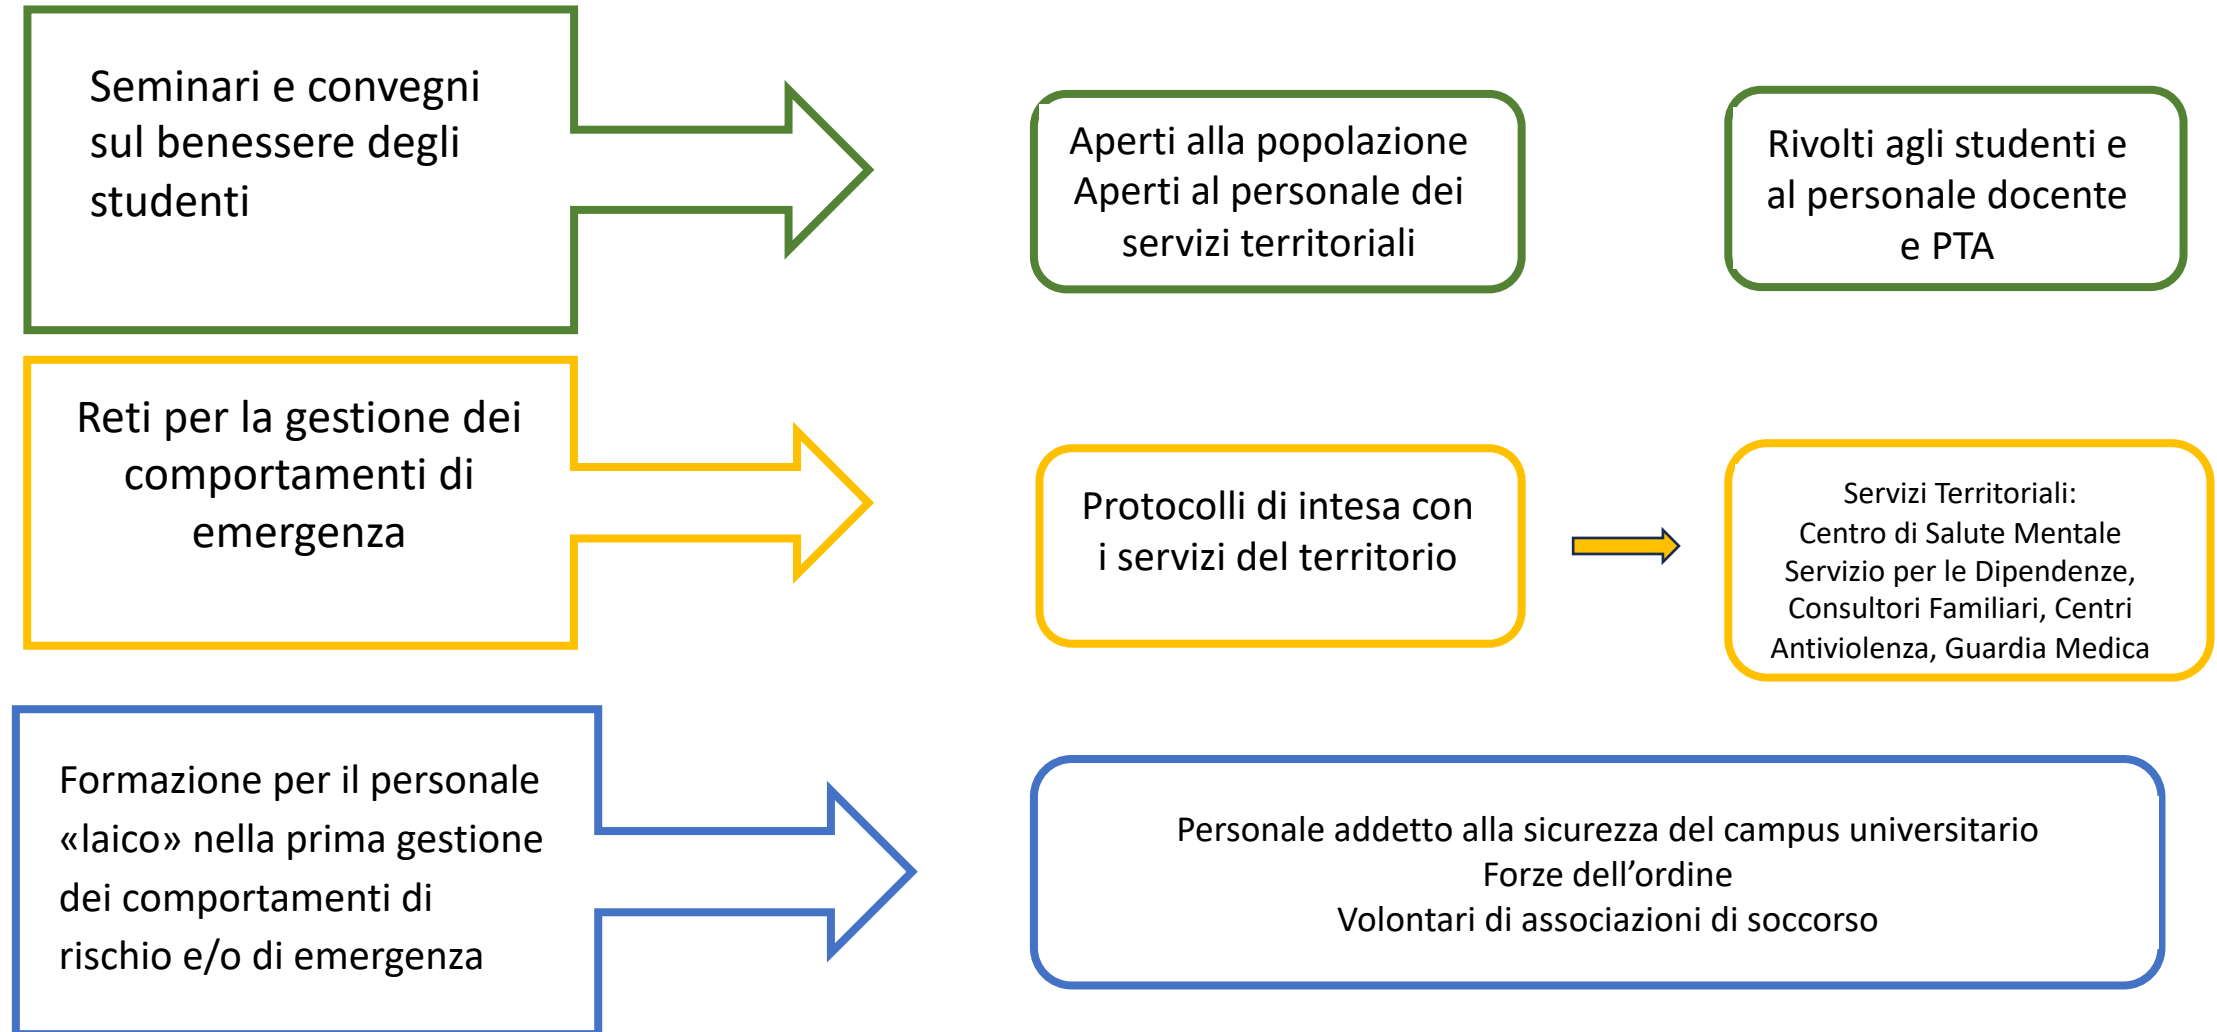 Seminari e convegni
sul benessere degli
studenti
Aperti alla popolazione
Aperti al personale dei
servizi territoriali
Rivolti agli studenti e
al personale docente
e PTA
Reti per la gestione dei
comportamenti di
emergenza
Protocolli di intesa con
i servizi del territorio
Servizi Territoriali:
Centro di Salute Mentale
Servizio per le Dipendenze,
Consultori Familiari, Centri
Antiviolenza, Guardia Medica
Formazione per il personale
«laico» nella prima gestione
dei comportamenti di
rischio e/o di emergenza
Personale addetto alla sicurezza del campus universitario
Forze dell’ordine
Volontari di associazioni di soccorso